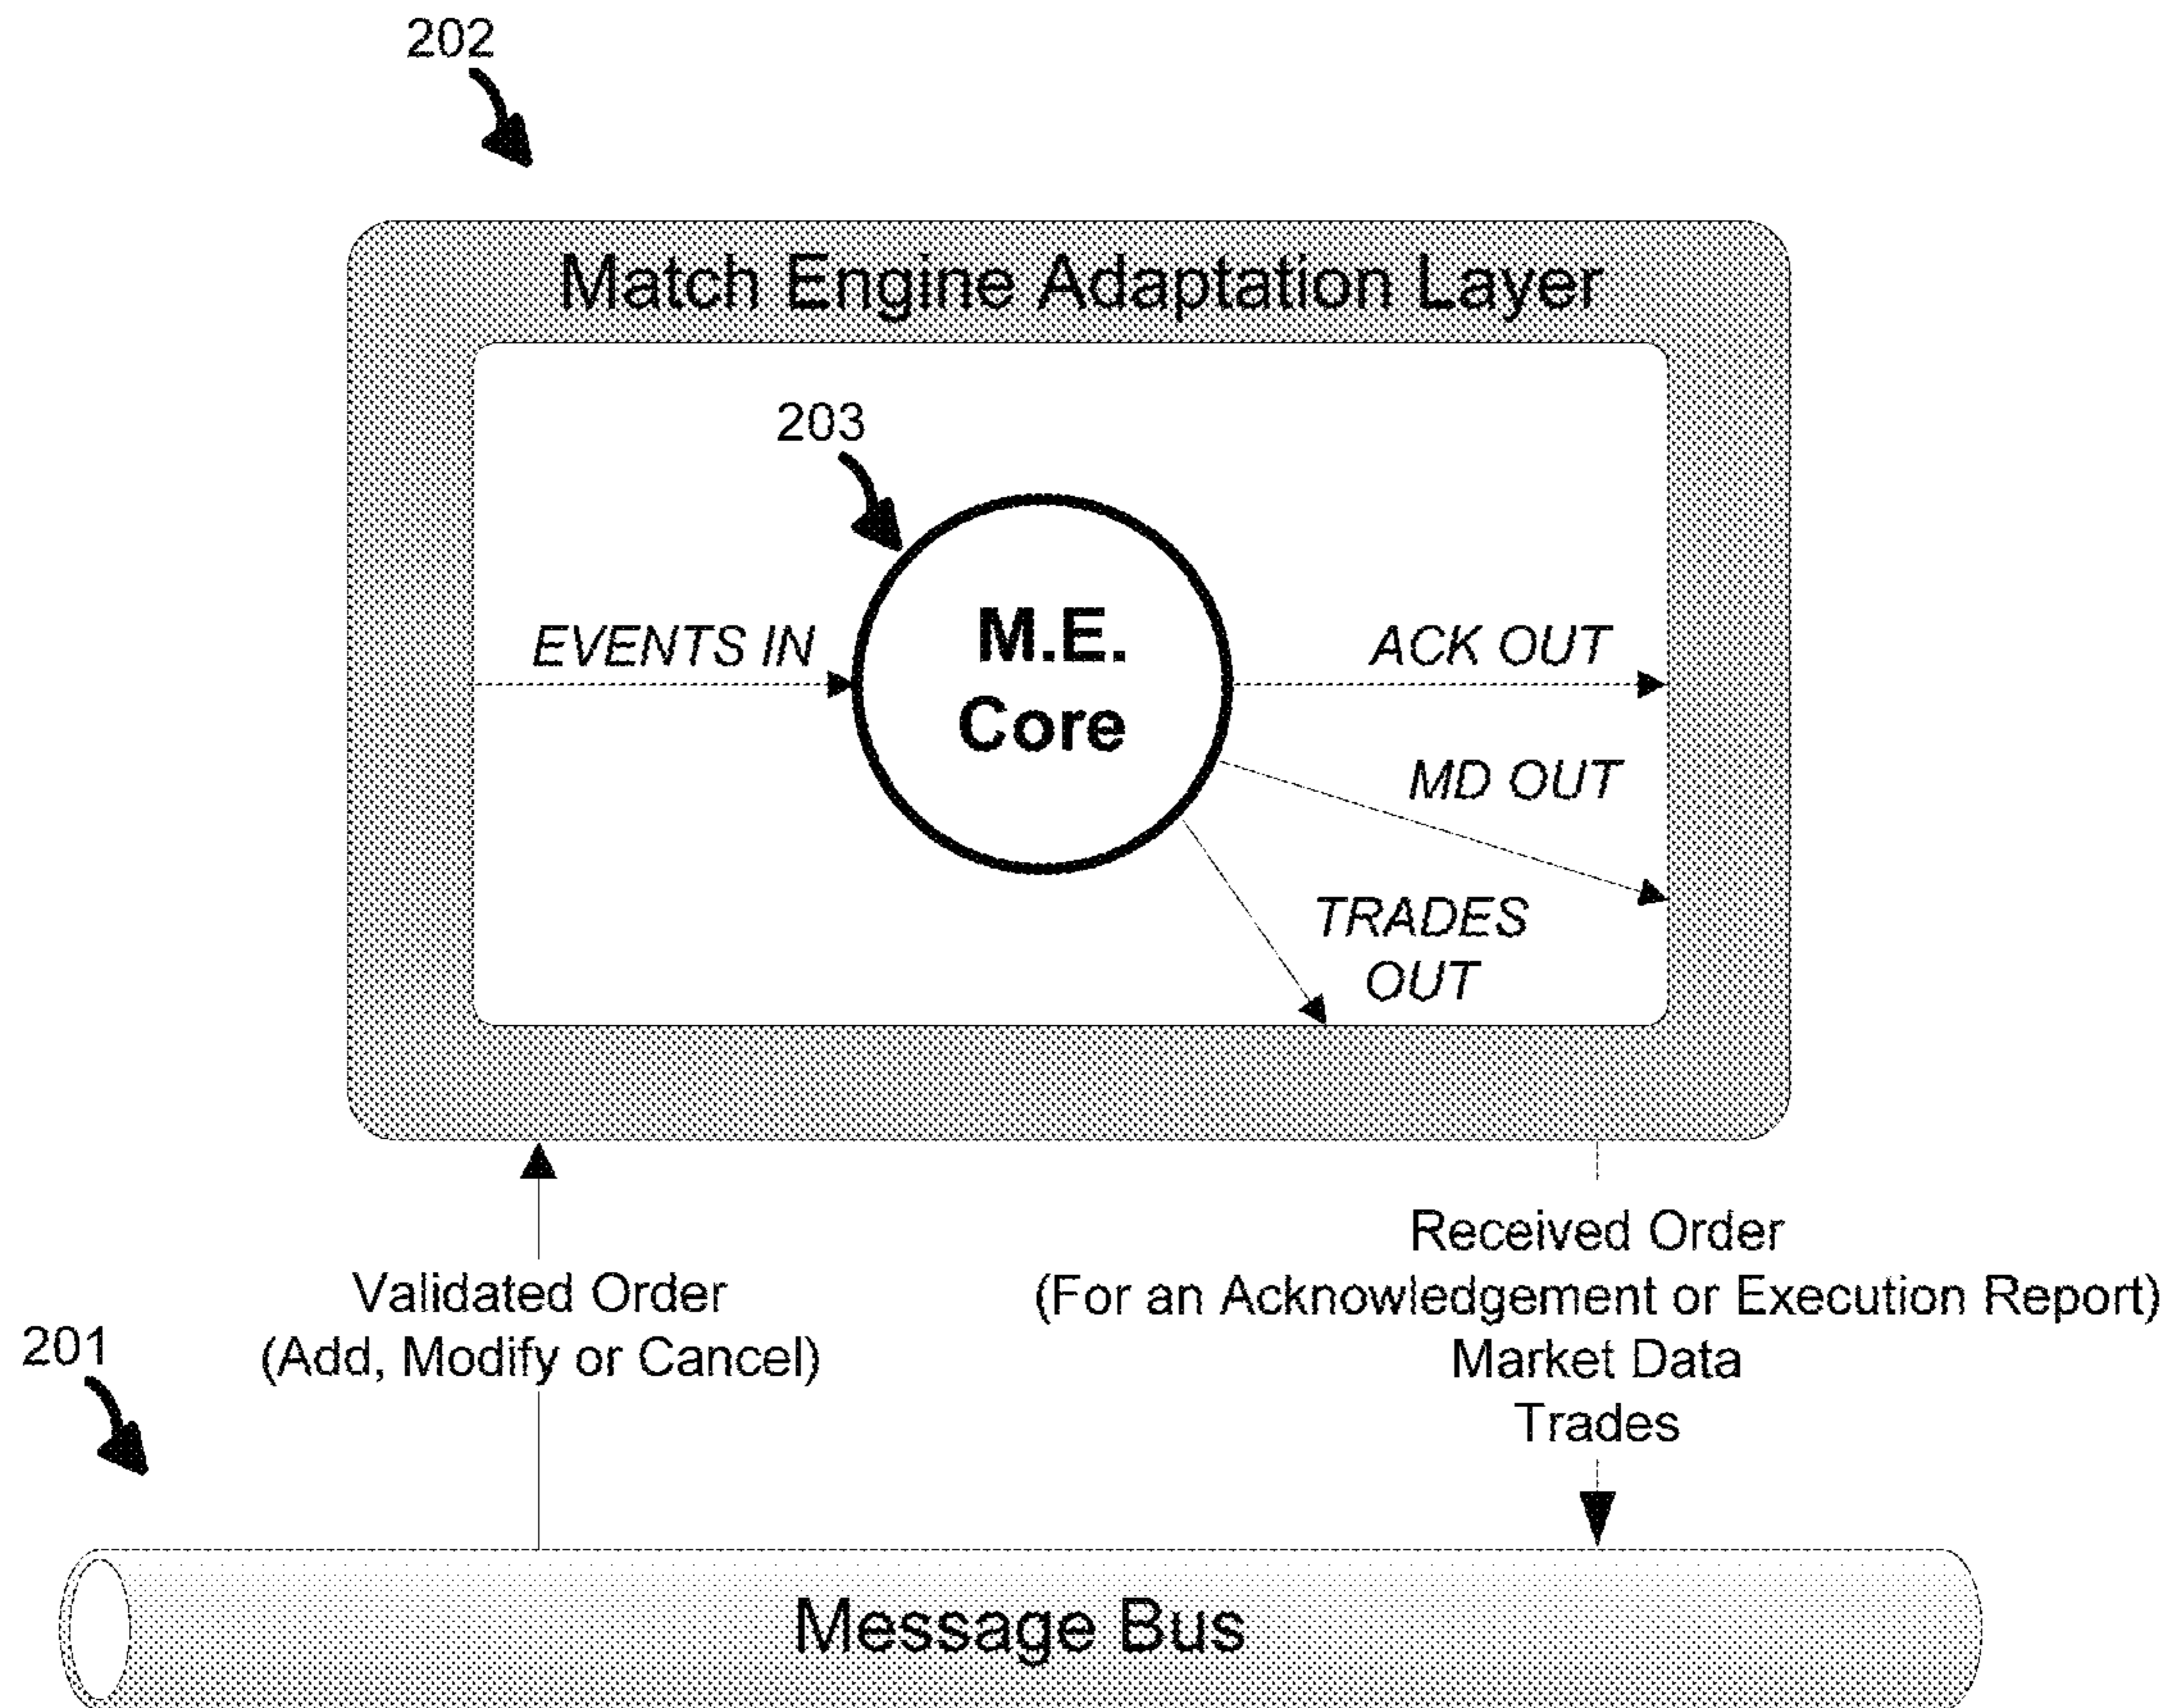 202
Match Engine Adaptation Layer
203
EVENTS IN
M.E.
Core
ACK OUT
MD OUT
TRADES
OUT
Validated Order
(Add, Modify or Cancel)
Received Order
(For an Acknowledgement or Execution Report)
Market Data
Trades
201
Message Bus